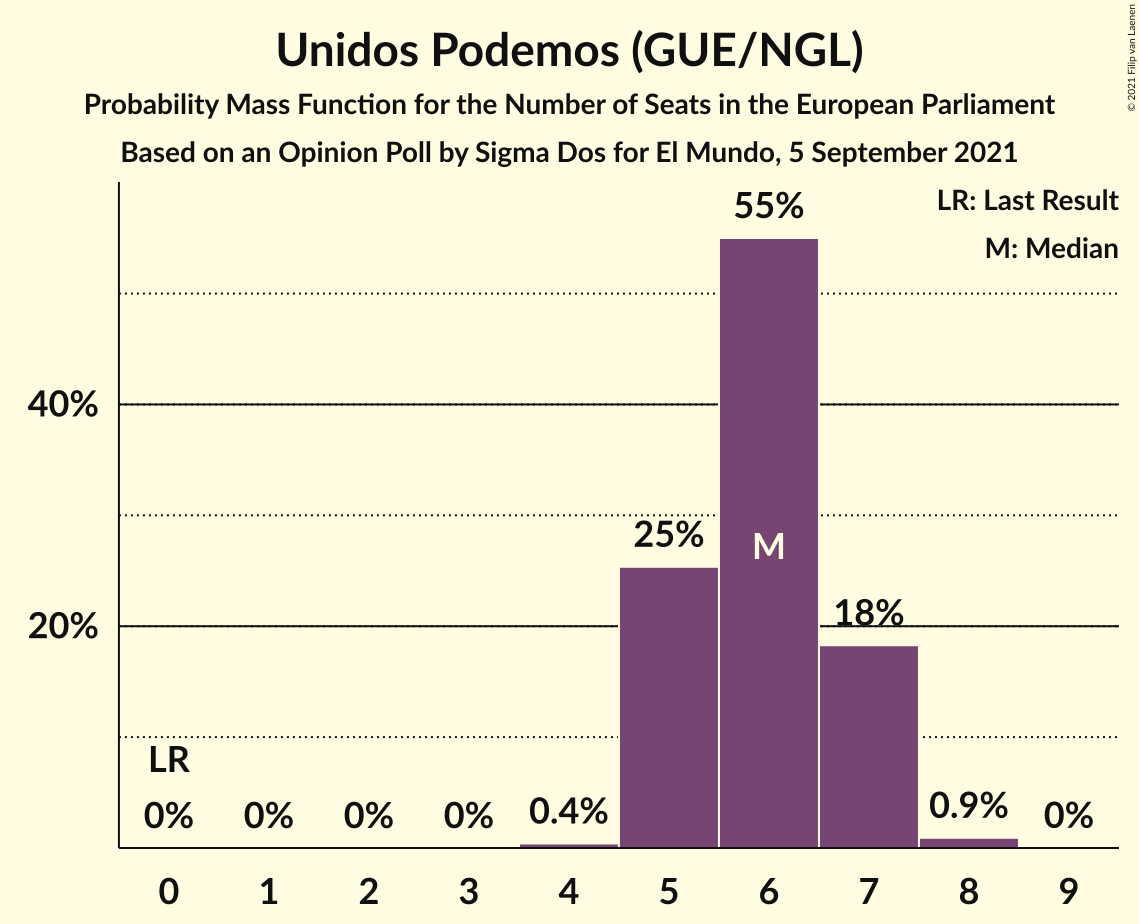 Unidos Podemos (GUE/NGL)
Probability Mass Function for the Number of Seats in the European Parliament
Based on an Opinion Poll by Sigma Dos for El Mundo, 5 September 2021
© 2021 Filip van Laenen
LR: Last Result
M: Median
55%
40%
25%
M
20%
18%
LR
0%
0%
0%
0%
0.4%
0.9%
0%
0 1 2 3 4 5 6 7 8 9